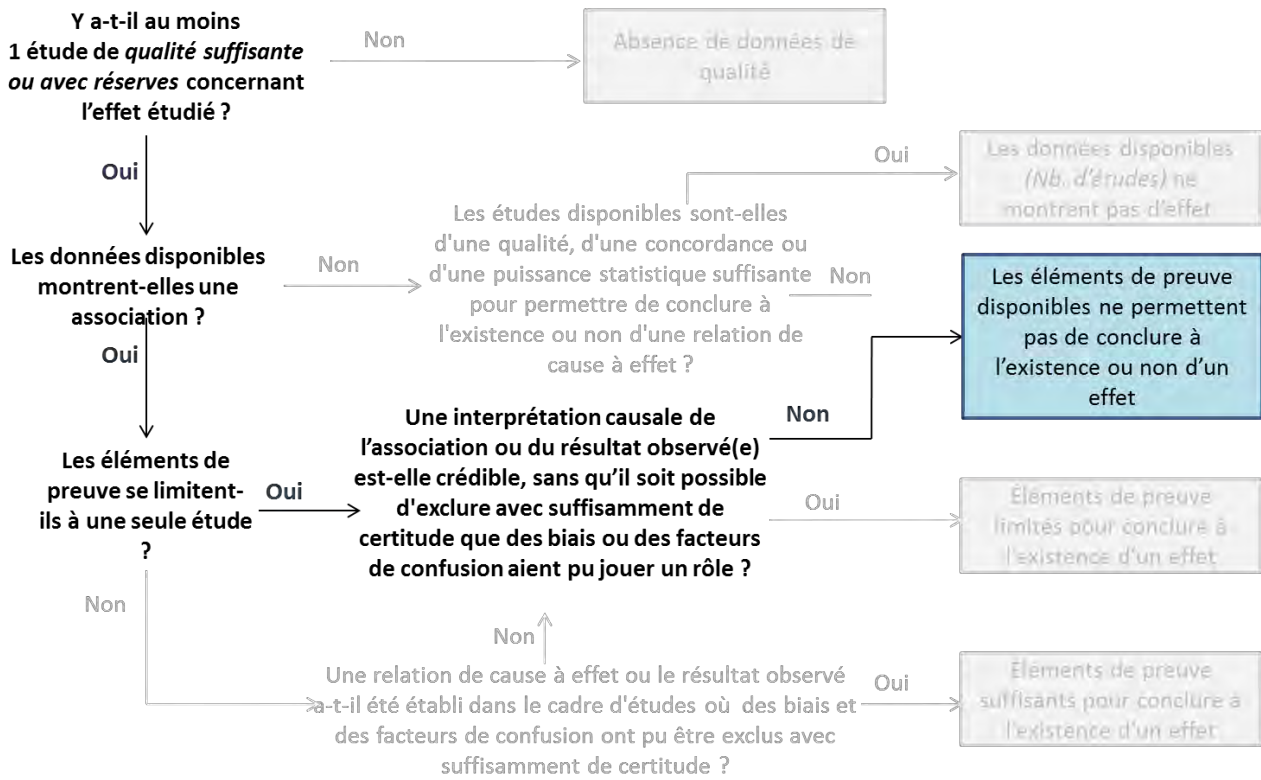 Y a-t-il au moins
1 étude de qualité suffisante
ou avec réserves concernant
l'effet étudié ?
Non
Absence de données de
qualité
Oui
Les données disponibles
montrent-elles une
association ?
Non
Les études disponibles sont-elles
d'une qualité, d'une concordance ou
d'une puissance statistique suffisante
pour permettre de conclure à
l'existence ou non d'une relation de
cause à effet ?
Oui
Les données disponibles
(Nb. d'études) ne
montrent pas d'effet
Non
Les éléments de preuve
disponibles ne permettent
pas de conclure à
l'existence ou non d'un
effet
Oui
Les éléments de
preuve se limitent-
ils à une seule étude
?
Oui
Une interprétation causale de
l'association ou du résultat observé(e)
est-elle crédible, sans qu'il soit possible
d'exclure avec suffisamment de
certitude que des biais ou des facteurs
de confusion aient pu jouer un rôle ?
Non
Oui
Éléments de preuve
limités pour conclure à
l'existence d'un effet
Non
Non
Une relation de cause à effet ou le résultat observé
a-t-il été établi dans le cadre d'études où des biais et
des facteurs de confusion ont pu être exclus avec
suffisamment de certitude ?
Oui
Éléments de preuve
suffisants pour conclure à
l'existence d'un effet